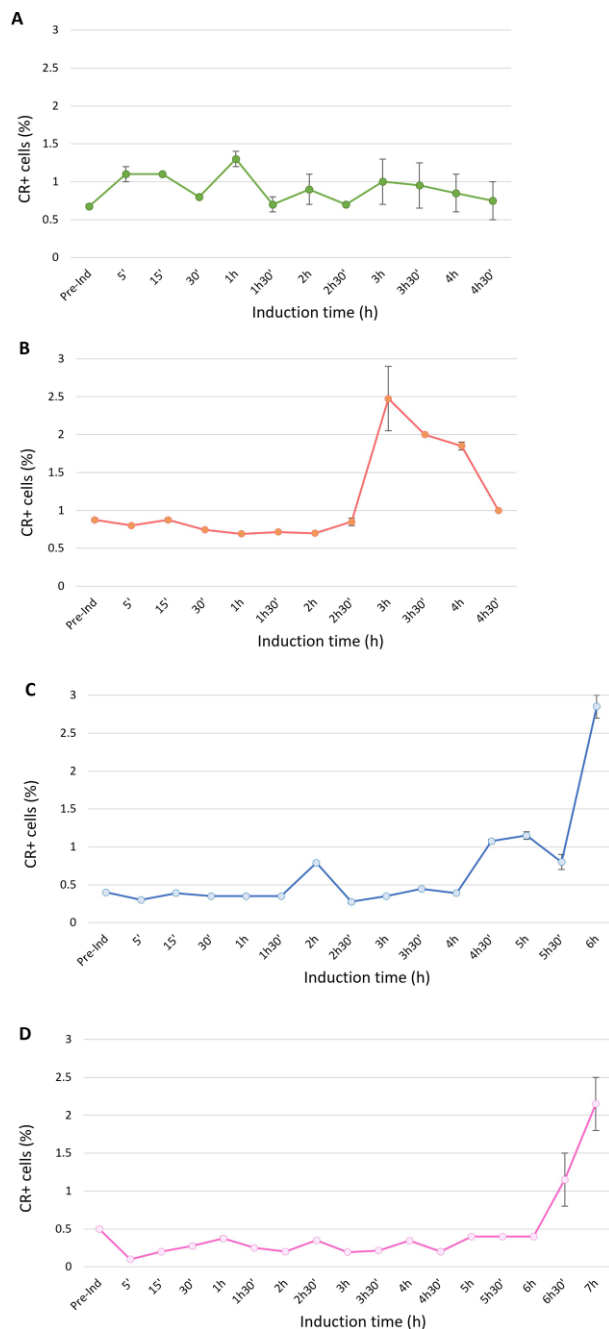 A
CR+ cells (%)
3
2.5
2
1.5
1
0.5
0
Pre-Ind 5' 15' 30' 1h 1h30' 2h 2h30' 3h 3h30' 4h 4h30'
Induction time (h)
B
CR+ cells (%)
3
2.5
2
1.5
1
0.5
0
Pre-Ind 5' 15' 30' 1h 1h30' 2h 2h30' 3h 3h30' 4h 4h30'
Induction time (h)
C
CR+ cells (%)
3
2.5
2
1.5
1
0.5
0
Pre-Ind 5' 15' 30' 1h 1h30' 2h 2h30' 3h 3h30' 4h 4h30' 5h 5h30' 6h
Induction time (h)
D
CR+ cells (%)
3
2.5
2
1.5
1
0.5
0
Pre-Ind 5' 15' 30' 1h 1h30' 2h 2h30' 3h 3h30' 4h 4h30' 5h 5h30' 6h 6h30' 7h
Induction time (h)